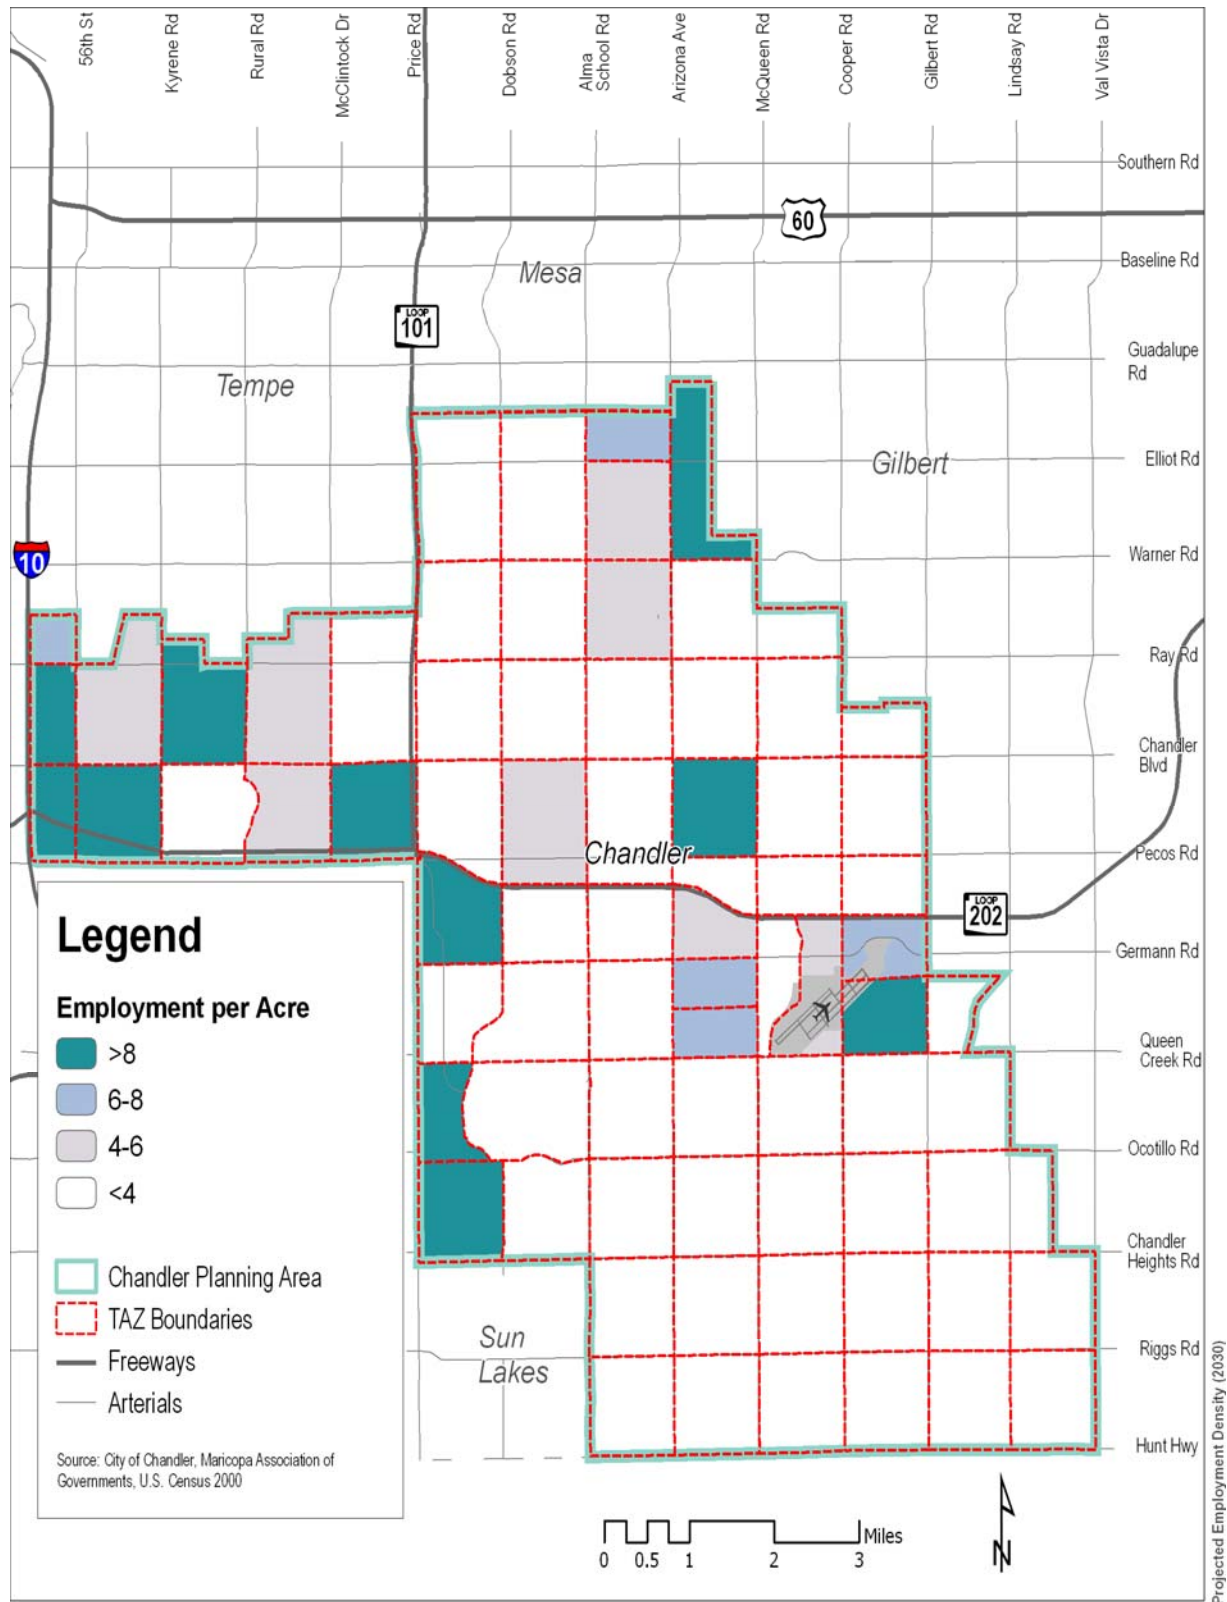 56th St
Kyrene Rd
Rural Rd
McClintock Dr
Price Rd
Dobson Rd
Alma
School Rd
Arizona Ave
McQueen Rd
Cooper Rd
Gilbert Rd
Lindsay Rd
Val Vista Dr
Southern Rd
60
Baseline Rd
Mesa
LOOP
101
Guadalupe
Rd
Tempe
Gilbert
Elliot Rd
10
Warner Rd
Ray Rd
Chandler
Blvd
Chandler
Pecos Rd
LOOP
202
Germann Rd
Queen
Creek Rd
Ocotillo Rd
Chandler
Heights Rd
Sun
Lakes
Riggs Rd
Hunt Hwy
Legend
Employment per Acre
>8
6-8
4-6
<4
Chandler Planning Area
TAZ Boundaries
Freeways
Arterials
Source: City of Chandler, Maricopa Association of
Governments, U.S. Census 2000
Miles
0 0.5 1 2 3
N
Projected Employment Density (2030)